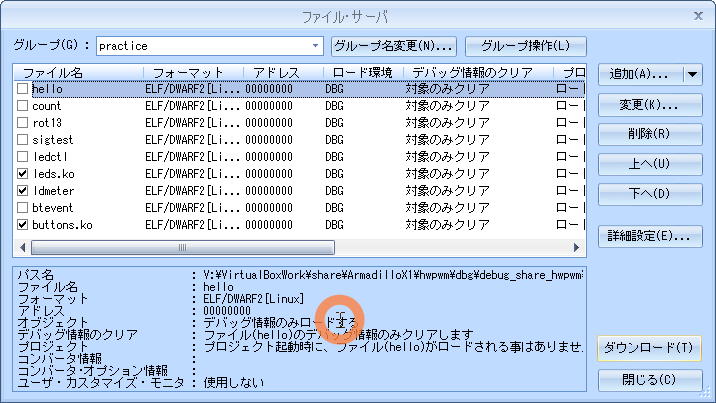 ファイル・サーバ
グループ(G) : practice グループ名変更(N)... グループ操作(L)
ファイル名 フォーマット アドレス ロード環境 デバッグ情報のクリア プロ
hello ELF/DWARF2[Li... 00000000 DBG 対象のみクリア ロード
count ELF/DWARF2[Li... 00000000 DBG 対象のみクリア ロード
rot13 ELF/DWARF2[Li... 00000000 DBG 対象のみクリア ロード
sigtest ELF/DWARF2[Li... 00000000 DBG 対象のみクリア ロード
ledctl ELF/DWARF2[Li... 00000000 DBG 対象のみクリア ロード
leds.ko ELF/DWARF2[Li... 00000000 DBG 対象のみクリア ロード
ldmeter ELF/DWARF2[Li... 00000000 DBG 対象のみクリア ロード
btevent ELF/DWARF2[Li... 00000000 DBG 対象のみクリア ロード
buttons.ko ELF/DWARF2[Li... 00000000 DBG 対象のみクリア ロード
追加(A)...
変更(K)...
削除(R)
上へ(U)
下へ(D)
詳細設定(E)...
パス名 : V:¥VirtualBoxWork¥share¥ArmadilloX1¥hwpwm¥dbg¥debug_share_hwpwm¥
ファイル名 : hello
フォーマット : ELF/DWARF2[Linux]
アドレス : 00000000
オブジェクト : デバッグ情報のみロードする
デバッグ情報のクリア : ファイル(hello)のデバッグ情報のみクリアします
プロジェクト : プロジェクト起動時に、ファイル(hello)がロードされる事はありませ.
コンバータ情報 :
コンバータ・オプション情報 :
ユーザ・カスタマイズ・モニタ : 使用しない
ダウンロード(T)
閉じる(C)